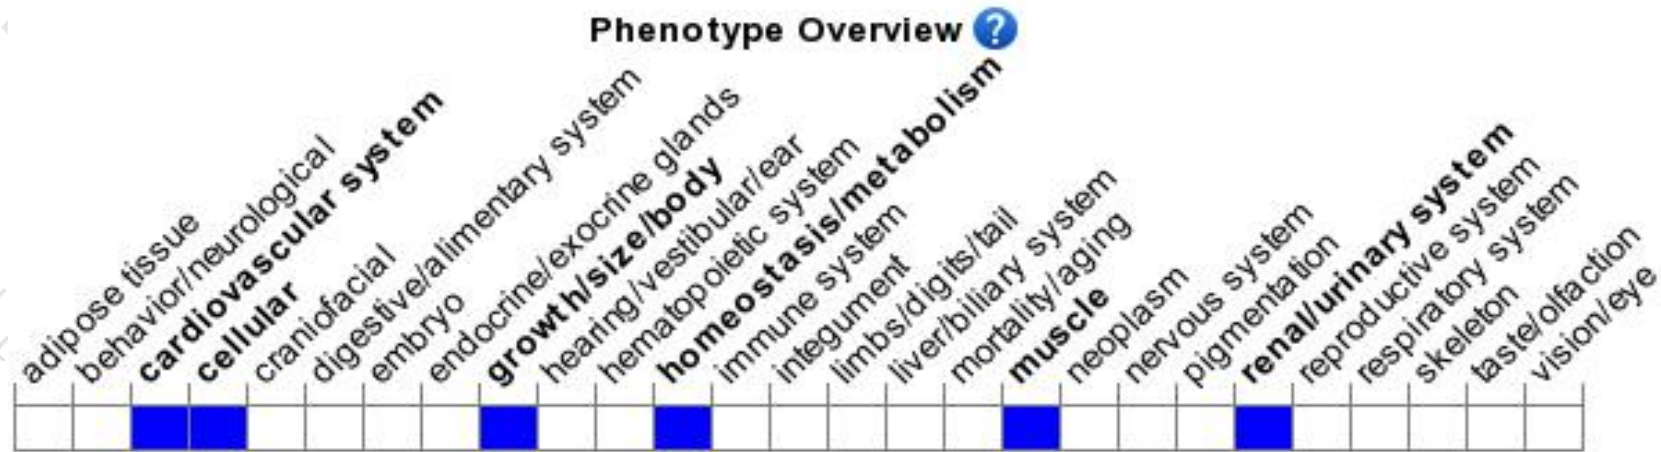 Phenotype Overview ?
adipose tissue
behavior/neurological
cardiovascular system
cellular
craniofacial
digestive/alimentary system
embryo
endocrine/exocrine glands
growth/size/body
hearing/vestibular/ear
hematopoietic system
homeostasis/metabolism
immune system
integument
limbs/digits/tail
liver/biliary system
mortality/aging
muscle
neoplasm
nervous system
pigmentation
renal/urinary system
reproductive system
respiratory system
skeleton
taste/olfaction
vision/eye